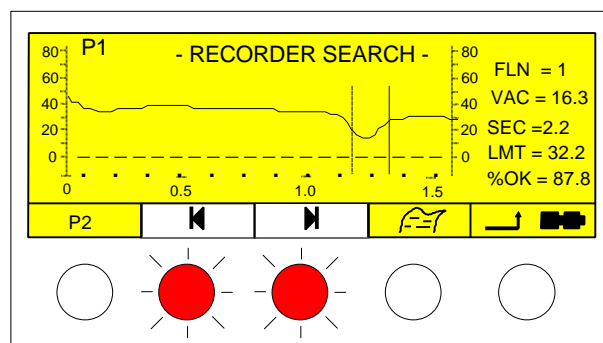 P1
- RECORDER SEARCH -
80
60
40
20
0
80
60
40
20
0
FLN = 1
VAC = 16.3
SEC =2.2
LMT = 32.2
%OK = 87.8
0 0.5 1.0 1.5
P2